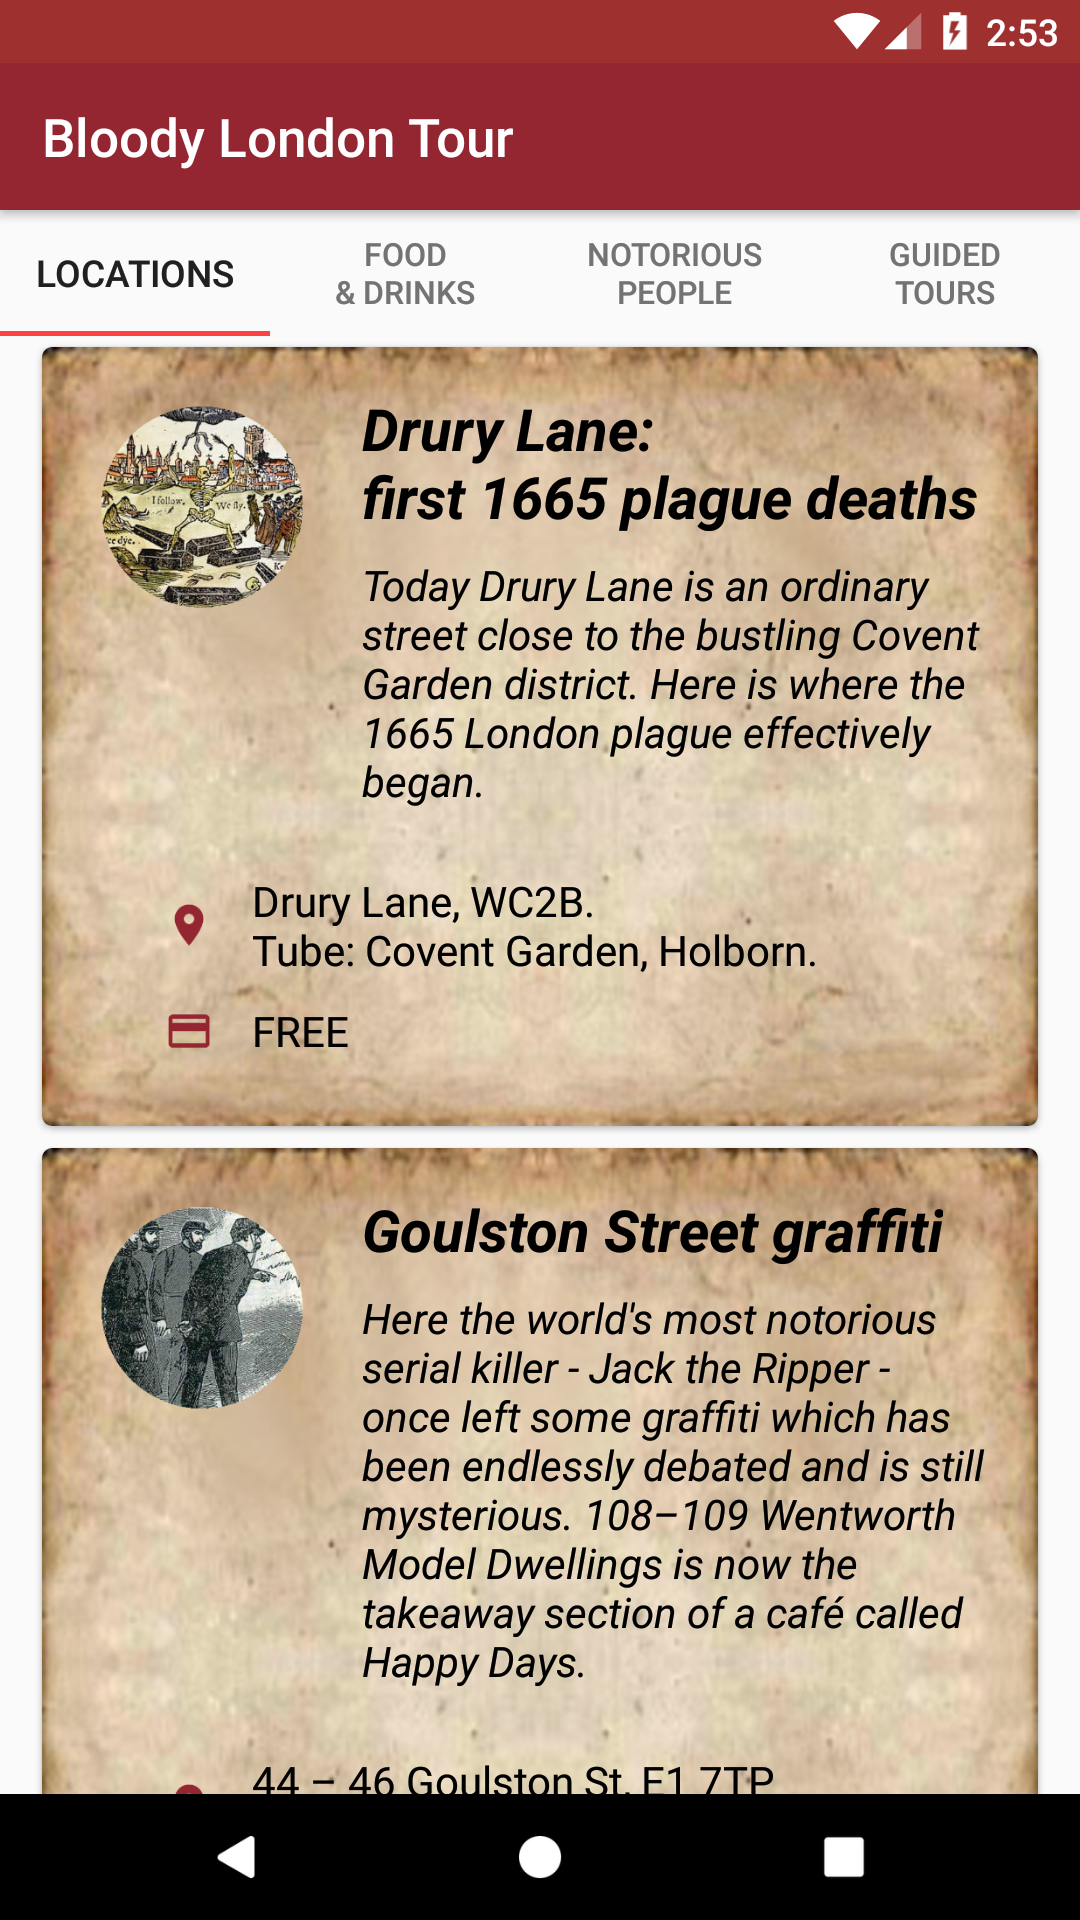 2:53
Bloody London Tour
LOCATIONS
FOOD
& DRINKS
NOTORIOUS
PEOPLE
GUIDED
TOURS
I follow.
We fly.
Drury Lane:
first 1665 plague deaths
Today Drury Lane is an ordinary
street close to the bustling Covent
Garden district. Here is where the
1665 London plague effectively
began.
Drury Lane, WC2B.
Tube: Covent Garden, Holborn.
FREE
Goulston Street graffiti
Here the world's most notorious
serial killer - Jack the Ripper -
once left some graffiti which has
been endlessly debated and is still
mysterious. 108–109 Wentworth
Model Dwellings is now the
takeaway section of a café called
Happy Days.
44 – 46 Goulston St, E1 7TP